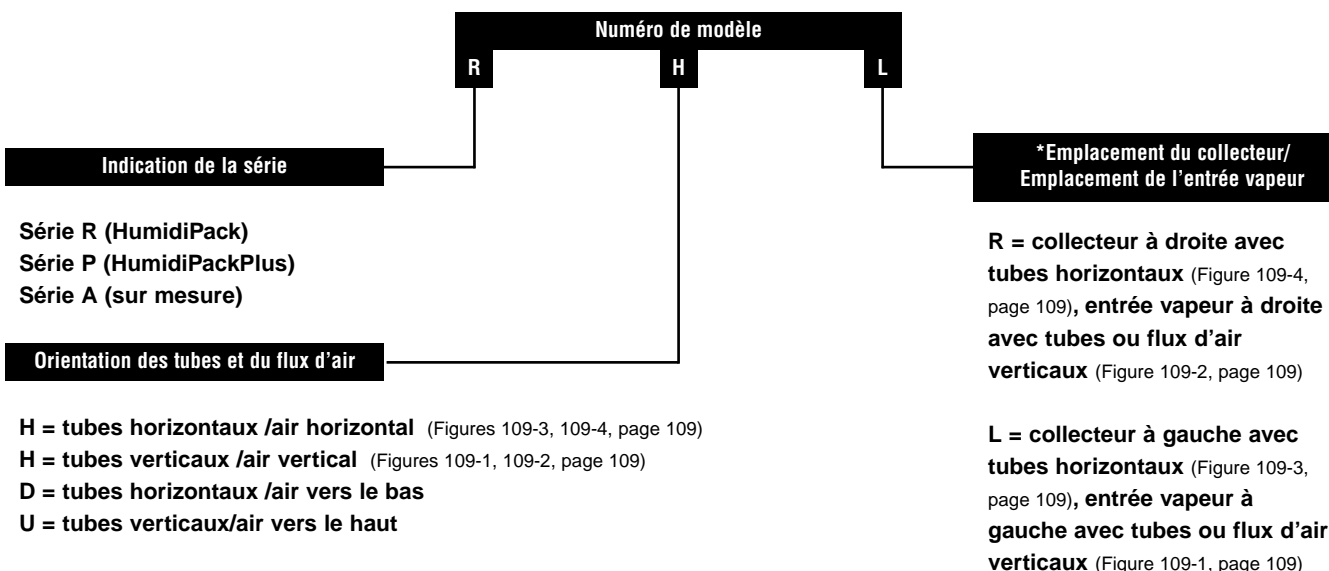 Numéro de modèle
R H L
Indication de la série
Série R (HumidiPack)
Série P (HumidiPackPlus)
Série A (sur mesure)
Orientation des tubes et du flux d'air
H = tubes horizontaux /air horizontal (Figures 109-3, 109-4, page 109)
H = tubes verticaux /air vertical (Figures 109-1, 109-2, page 109)
D = tubes horizontaux /air vers le bas
U = tubes verticaux/air vers le haut
*Emplacement du collecteur/
Emplacement de l'entrée vapeur
R = collecteur à droite avec
tubes horizontaux (Figure 109-4,
page 109), entrée vapeur à droite
avec tubes ou flux d'air
verticaux (Figure 109-2, page 109)
L = collecteur à gauche avec
tubes horizontaux (Figure 109-3,
page 109), entrée vapeur à
gauche avec tubes ou flux d'air
verticaux (Figure 109-1, page 109)